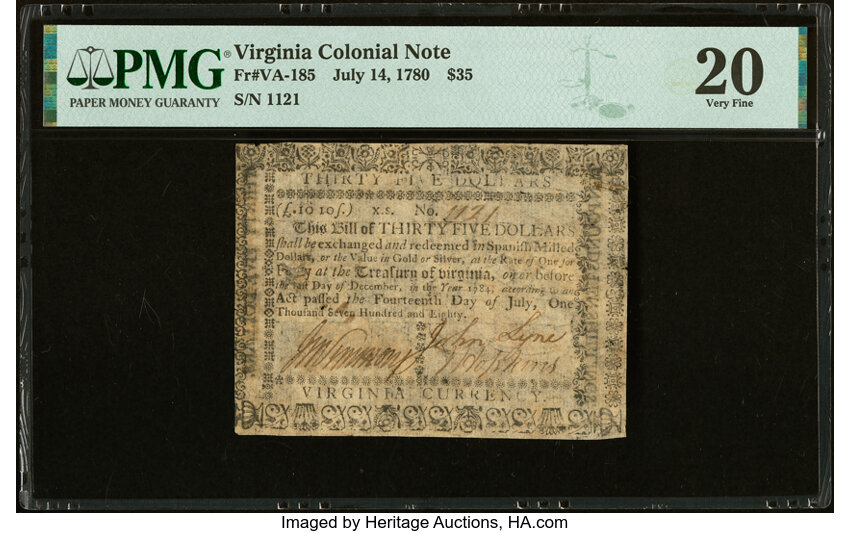 PMG® Virginia Colonial Note
Fr#VA-185 July 14, 1780 $35
PAPER MONEY GUARANTY S/N 1121
20
Very Fine
THIRTY FIVE DOLLARS
(£.10 10ſ.) X.S. No. 1121
This Bill of THIRTY FIVE DOLLARS
ſhall be exchanged and redeemed in Spaniſh Milled
Dollars, or the Value in Gold or Silver, at the Rate of One for
Forty at the Treaſury of Virginia, on or before
the laſt Day of December, in the Year 1784, according to an
Act paſſed the Fourteenth Day of July, One
Thouſand Seven Hundred and Eighty.
John Lyne
VIRGINIA CURRENCY.
Imaged by Heritage Auctions, HA.com